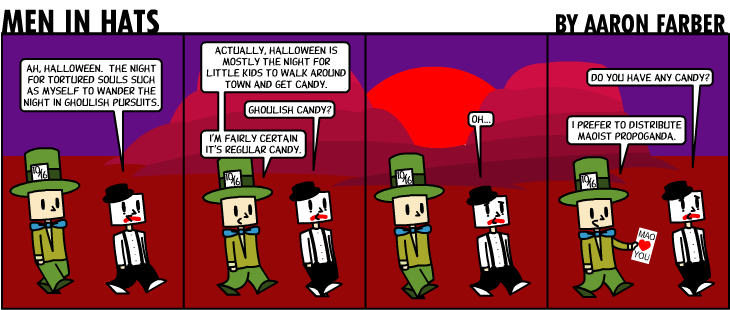 MEN IN HATS
BY AARON FARBER
AH, HALLOWEEN. THE NIGHT
FOR TORTURED SOULS SUCH
AS MYSELF TO WANDER THE
NIGHT IN GHOULISH PURSUITS.
10/6
ACTUALLY, HALLOWEEN IS
MOSTLY THE NIGHT FOR
LITTLE KIDS TO WALK AROUND
TOWN AND GET CANDY.
GHOULISH CANDY?
I'M FAIRLY CERTAIN
IT'S REGULAR CANDY.
10/6
OH...
10/6
DO YOU HAVE ANY CANDY?
I PREFER TO DISTRIBUTE
MAOIST PROPOGANDA.
10/6
MAO
YOU